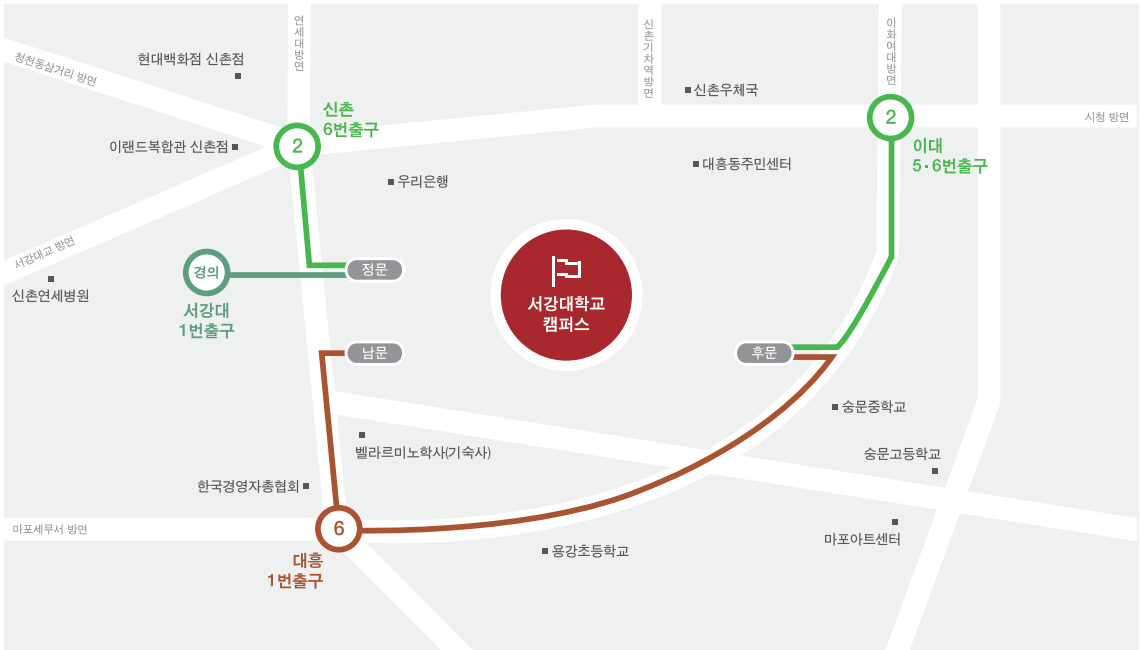 연세대방면
신촌기차역방면
이화여대방면
현대백화점 신촌점
청천동삼거리 방면
신촌우체국
신촌
6번출구
2
2
시청 방면
이랜드복합관 신촌점
이대
5·6번출구
대흥동주민센터
우리은행
서강대교 방면
경의
정문
신촌연세병원
서강대
1번출구
서강대학교
캠퍼스
남문
후문
숭문중학교
벨라르미노학사(기숙사)
숭문고등학교
한국경영자총협회
마포세무서 방면
6
마포아트센터
용강초등학교
대흥
1번출구